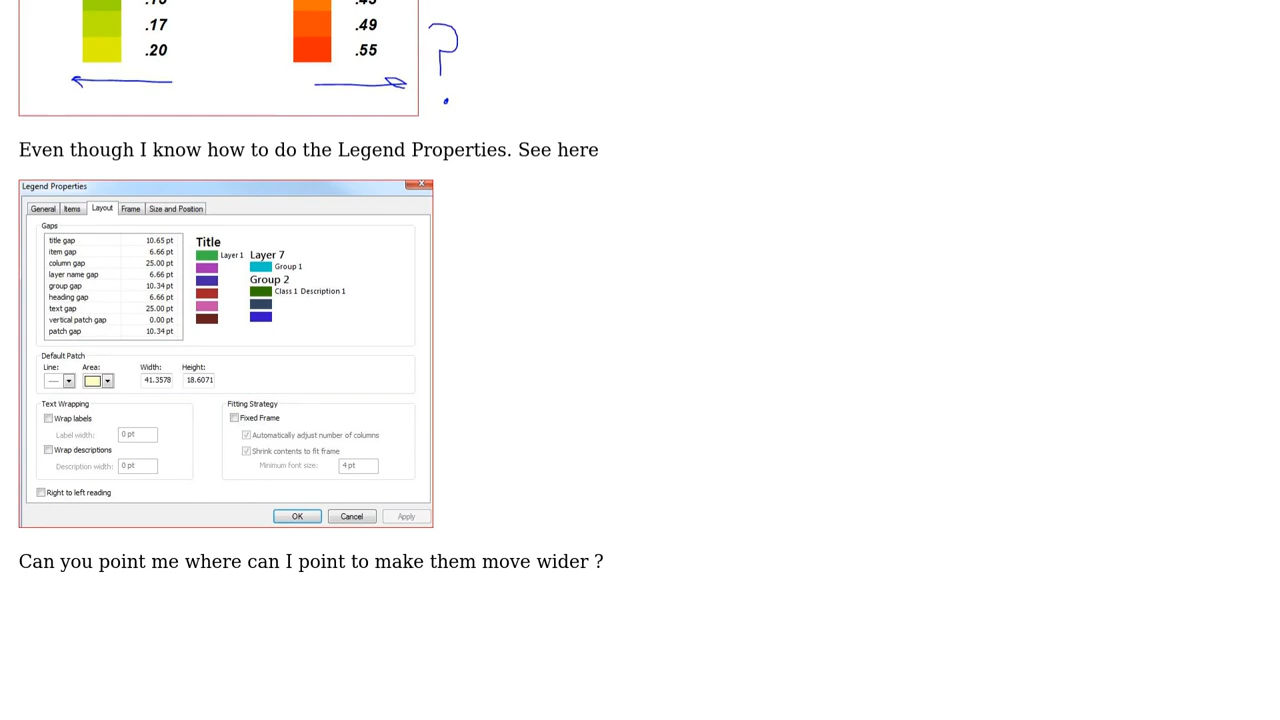 .17 .49
.20 .55
?
Even though I know how to do the Legend Properties. See here
Legend Properties
General Items Layout Frame Size and Position
Gaps
title gap 10.65 pt
item gap 6.66 pt
column gap 25.00 pt
layer name gap 6.66 pt
group gap 10.34 pt
heading gap 6.66 pt
text gap 25.00 pt
vertical patch gap 0.00 pt
patch gap 10.34 pt
Title
Layer 1 Layer 7
Group 1
Group 2
Class 1 Description 1
Default Patch
Line: Area: Width: Height:
41.3578 18.6071
Text Wrapping
Wrap labels
Label width: 0 pt
Wrap descriptions
Description width: 0 pt
Fitting Strategy
Fixed Frame
Automatically adjust number of columns
Shrink contents to fit frame
Minimum font size: 4 pt
Right to left reading
OK Cancel Apply
Can you point me where can I point to make them move wider ?